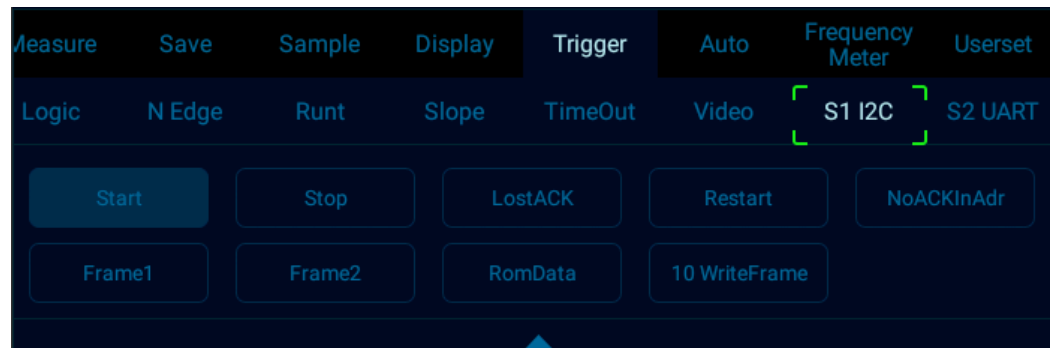 Measure Save Sample Display Trigger Auto Frequency Meter Userset
Logic N Edge Runt Slope TimeOut Video S1 I2C S2 UART
Start Stop LostACK Restart NoACKInAdr
Frame1 Frame2 RomData 10 WriteFrame